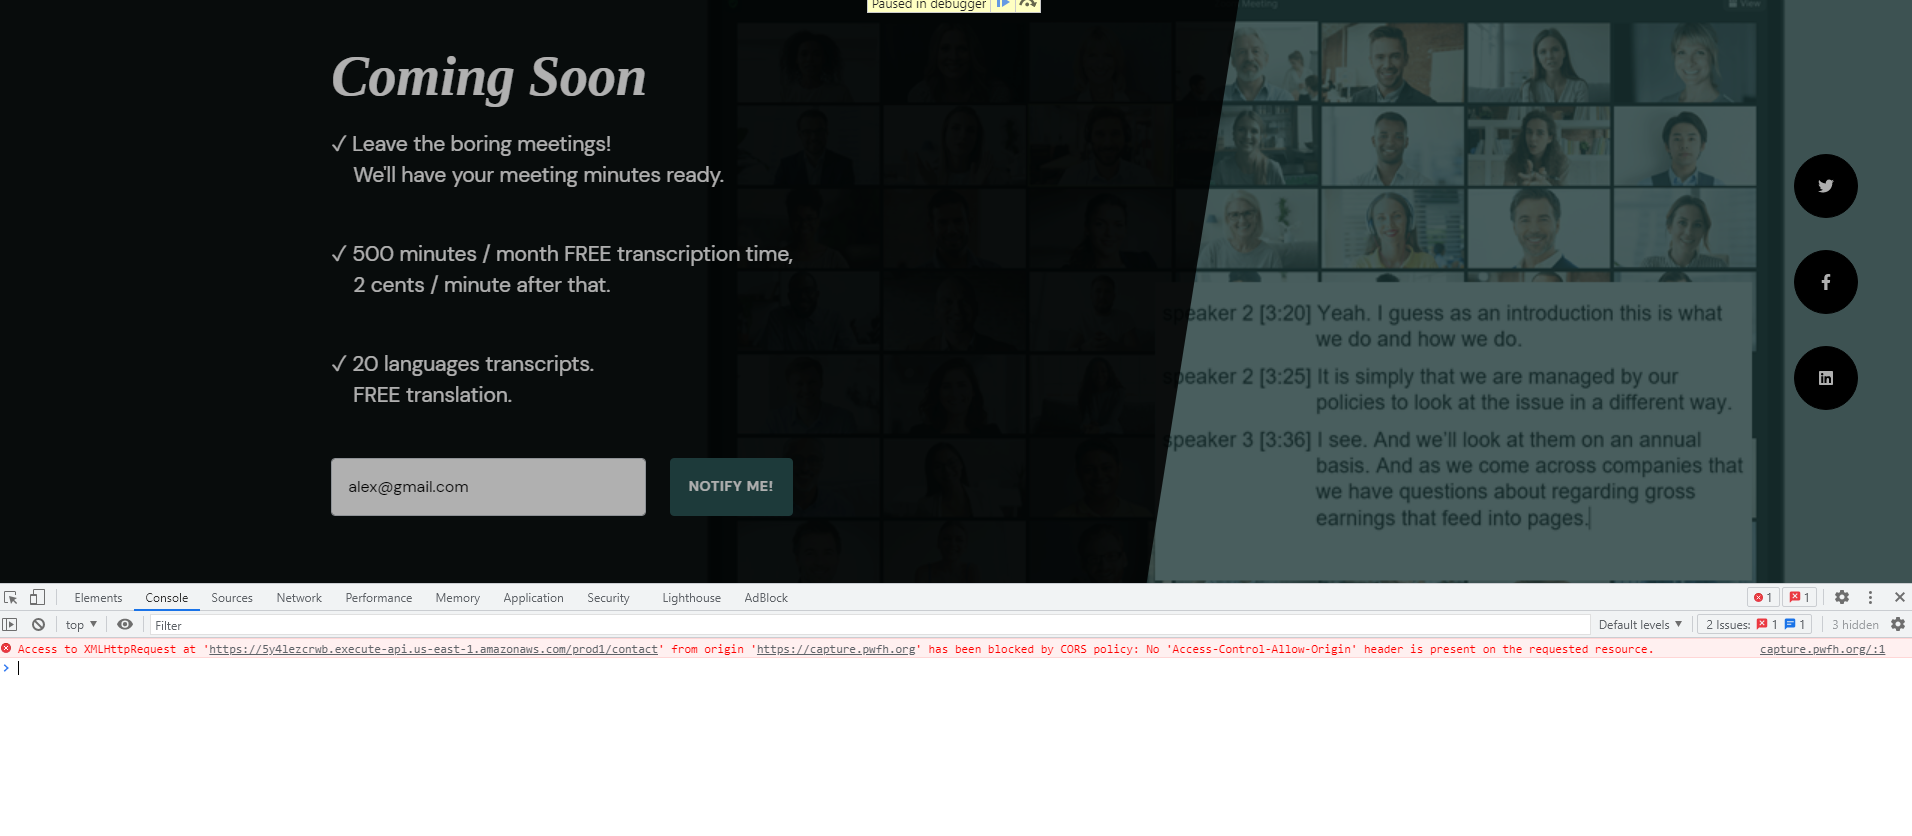 Paused in debugger
Meeting
View
Coming Soon
✓ Leave the boring meetings!
We'll have your meeting minutes ready.
✓ 500 minutes / month FREE transcription time,
2 cents / minute after that.
✓ 20 languages transcripts.
FREE translation.
alex@gmail.com
NOTIFY ME!
speaker 2 [3:20] Yeah. I guess as an introduction this is what
we do and how we do.
speaker 2 [3:25] It is simply that we are managed by our
policies to look at the issue in a different way.
speaker 3 [3:36] I see. And we'll look at them on an annual
basis. And as we come across companies that
we have questions about regarding gross
earnings that feed into pages.
Elements Console Sources Network Performance Memory Application Security Lighthouse AdBlock 1 1
top Filter Default levels 2 Issues: 1 1 3 hidden
Access to XMLHttpRequest at 'https://5y4lezcrwb.execute-api.us-east-1.amazonaws.com/prod1/contact' from origin 'https://capture.pwfh.org' has been blocked by CORS policy: No 'Access-Control-Allow-Origin' header is present on the requested resource. capture.pwfh.org/:1